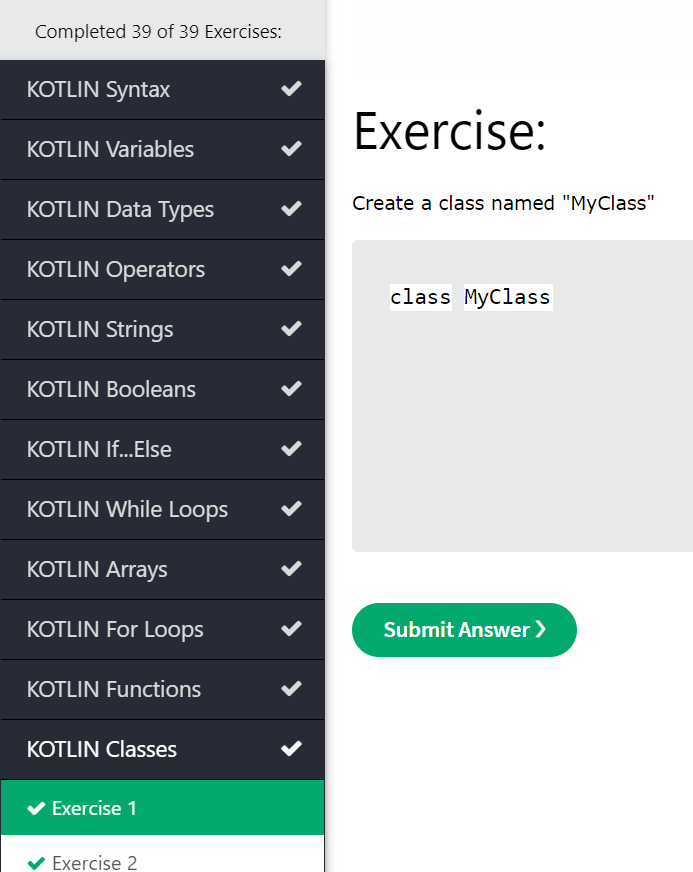 Completed 39 of 39 Exercises:
KOTLIN Syntax
KOTLIN Variables
KOTLIN Data Types
KOTLIN Operators
KOTLIN Strings
KOTLIN Booleans
KOTLIN If...Else
KOTLIN While Loops
KOTLIN Arrays
KOTLIN For Loops
KOTLIN Functions
KOTLIN Classes
Exercise 1
Exercise 2
Exercise:
Create a class named "MyClass"
class MyClass
Submit Answer ❯